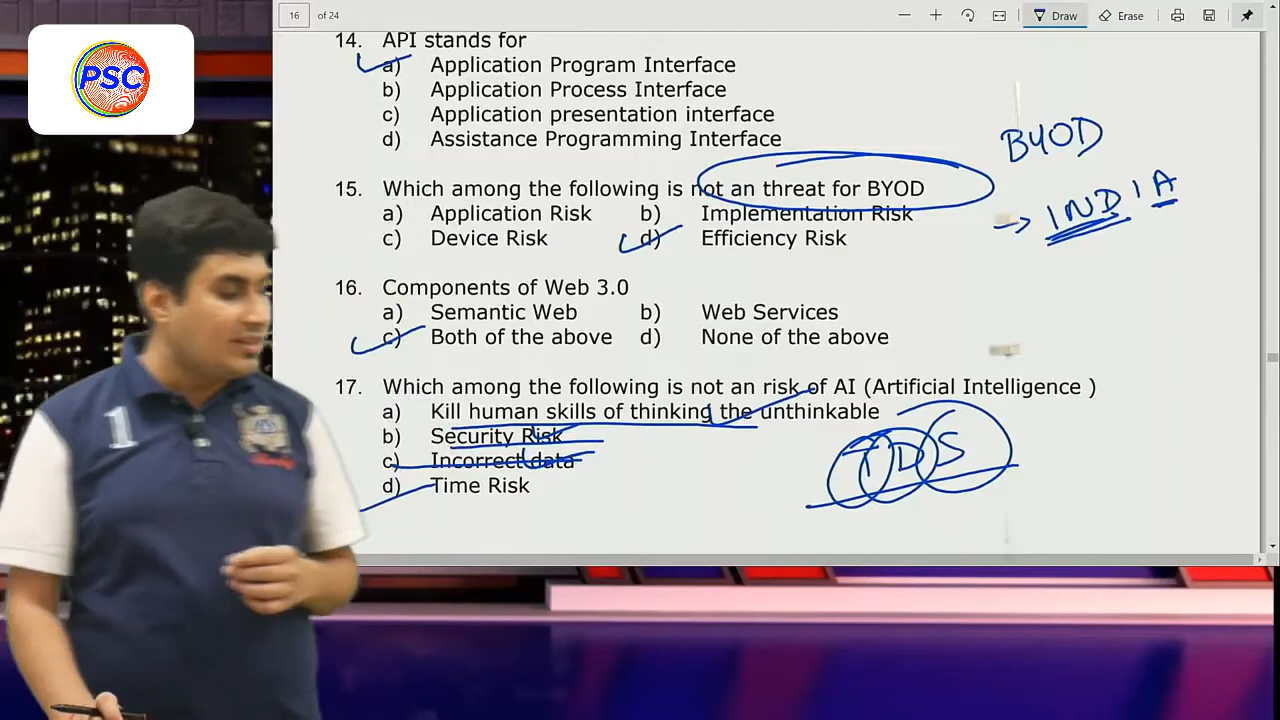 16 of 24
Draw
Erase
PSC
14. API stands for
a) Application Program Interface
b) Application Process Interface
c) Application presentation interface
d) Assistance Programming Interface
BYOD
15. Which among the following is not an threat for BYOD
a) Application Risk b) Implementation Risk
c) Device Risk d) Efficiency Risk
→ INDIA
16. Components of Web 3.0
a) Semantic Web b) Web Services
c) Both of the above d) None of the above
17. Which among the following is not an risk of AI (Artificial Intelligence )
a) Kill human skills of thinking the unthinkable
b) Security Risk
c) Incorrect data
d) Time Risk
TDS
1